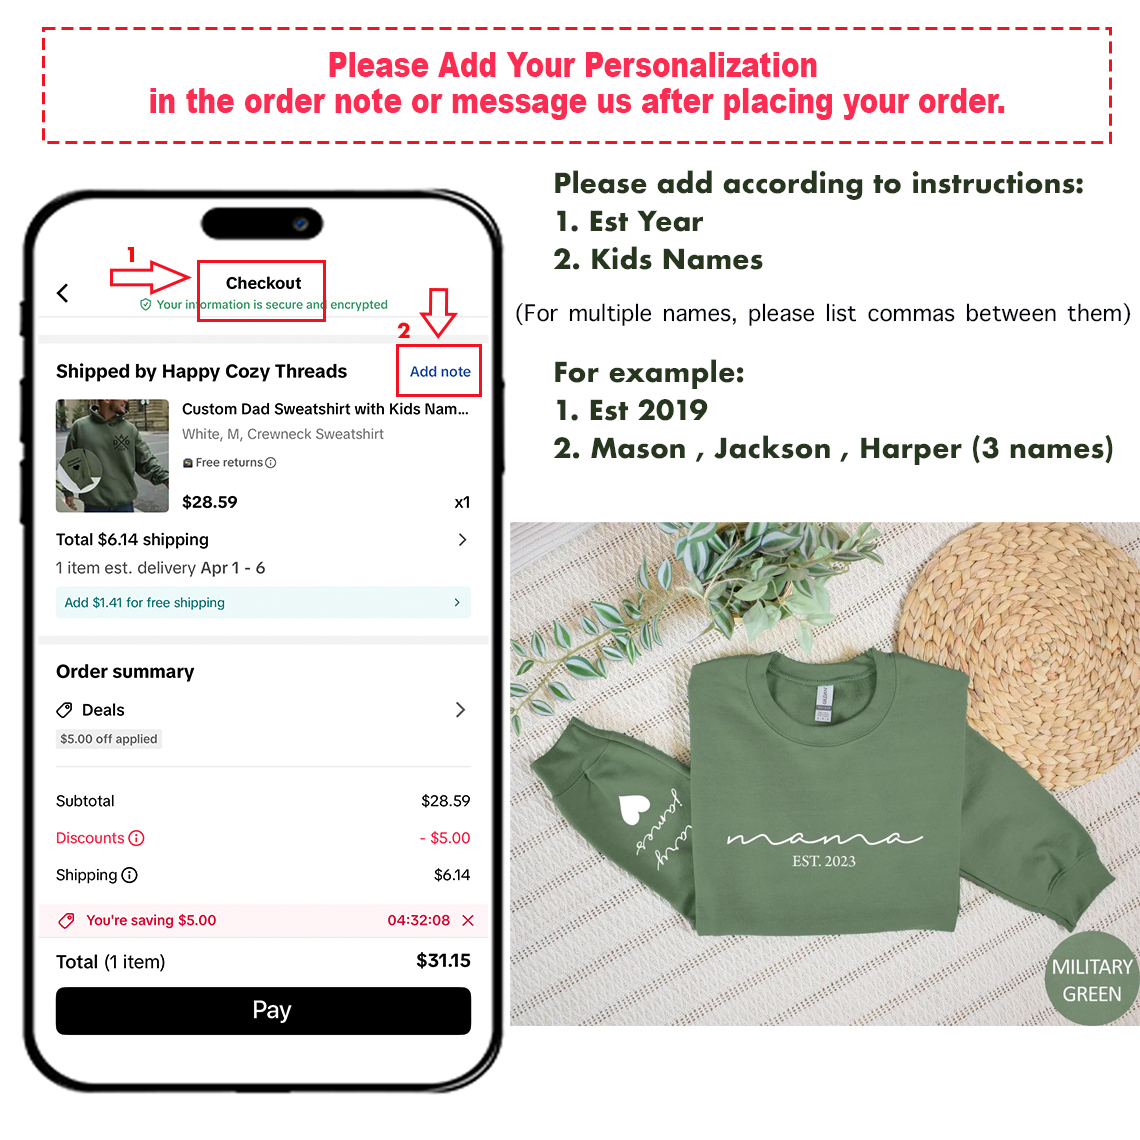 Please Add Your Personalization
in the order note or message us after placing your order.
Please add according to instructions:
1. Est Year
2. Kids Names
(For multiple names, please list commas between them)
For example:
1. Est 2019
2. Mason , Jackson , Harper (3 names)
1
Checkout
Your information is secure and encrypted
2
Shipped by Happy Cozy Threads
Add note
Custom Dad Sweatshirt with Kids Nam...
White, M, Crewneck Sweatshirt
Free returns
$28.59
x1
Total $6.14 shipping
1 item est. delivery Apr 1 - 6
Add $1.41 for free shipping
Order summary
Deals
$5.00 off applied
Subtotal
$28.59
Discounts
- $5.00
Shipping
$6.14
You're saving $5.00
04:32:08
Total (1 item)
$31.15
Pay
james
mama
EST. 2023
MILITARY
GREEN